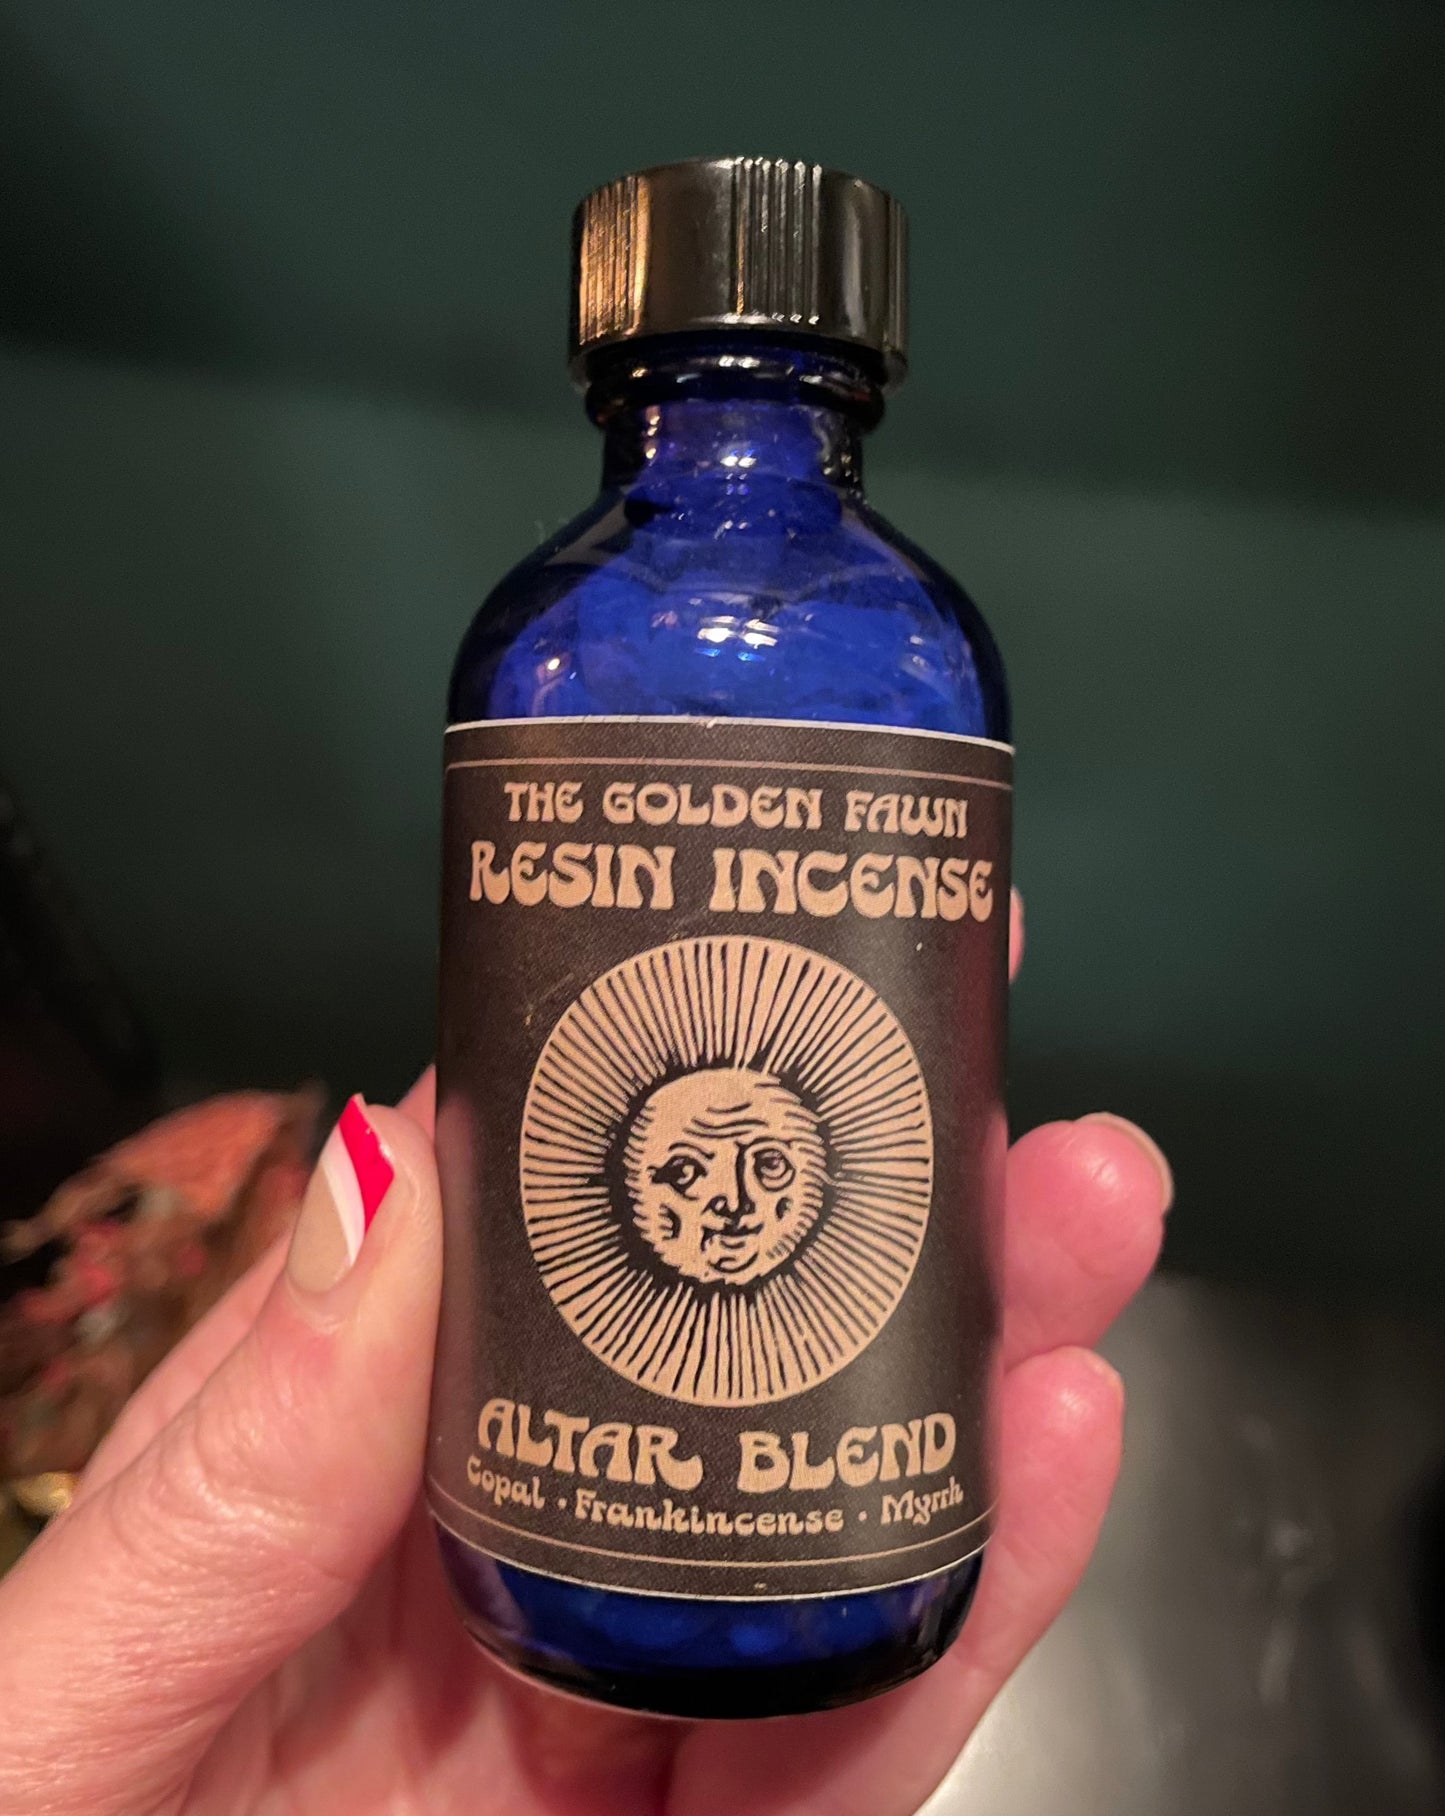 THE GOLDEN FAWN
RESIN INCENSE
ALTAR BLEND
Copal · Frankincense · Myrrh